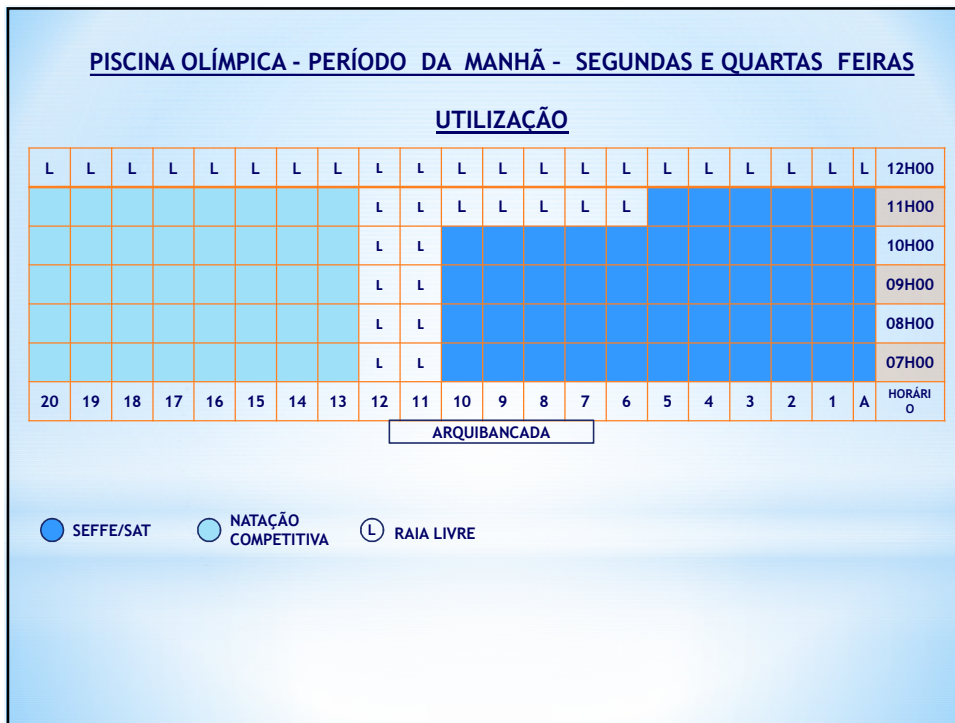 PISCINA OLÍMPICA - PERÍODO DA MANHÃ - SEGUNDAS E QUARTAS FEIRAS
UTILIZAÇÃO
L L L L L L L L L L L L L L L L L L L L L 12H00
L L L L L L L 11H00
L L 10H00
L L 09H00
L L 08H00
L L 07H00
20 19 18 17 16 15 14 13 12 11 10 9 8 7 6 5 4 3 2 1 A HORÁRI
O
ARQUIBANCADA
SEFFE/SAT
NATAÇÃO
COMPETITIVA
L RAIA LIVRE